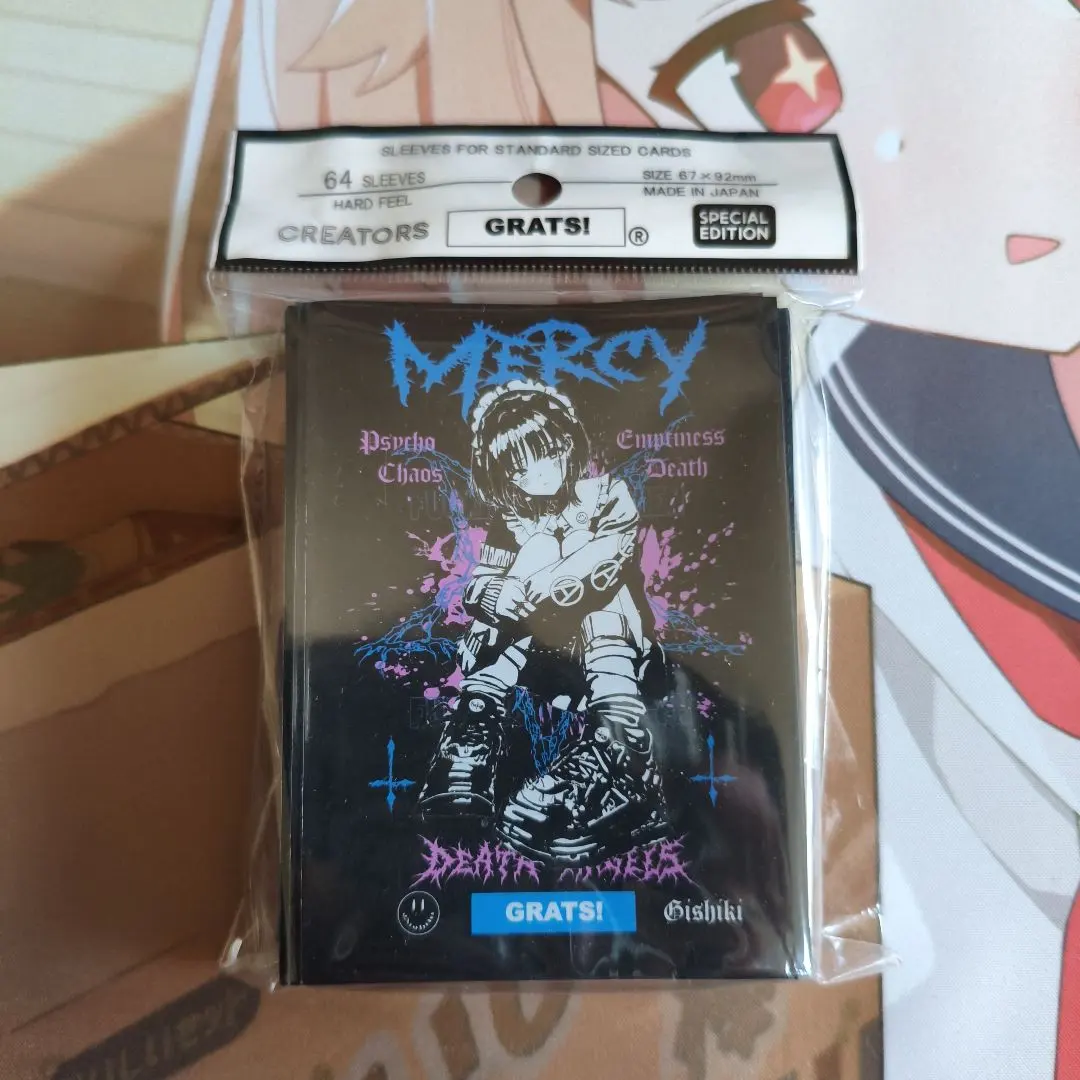 SLEEVES FOR STANDARD SIZED CARDS
64 SLEEVES
HARD FEEL
SIZE 67×92mm
MADE IN JAPAN
CREATORS
GRATS!
®
SPECIAL
EDITION
MERCY
Psycho
Chaos
Emptiness
Death
DEATH
GRATS!
Gishiki